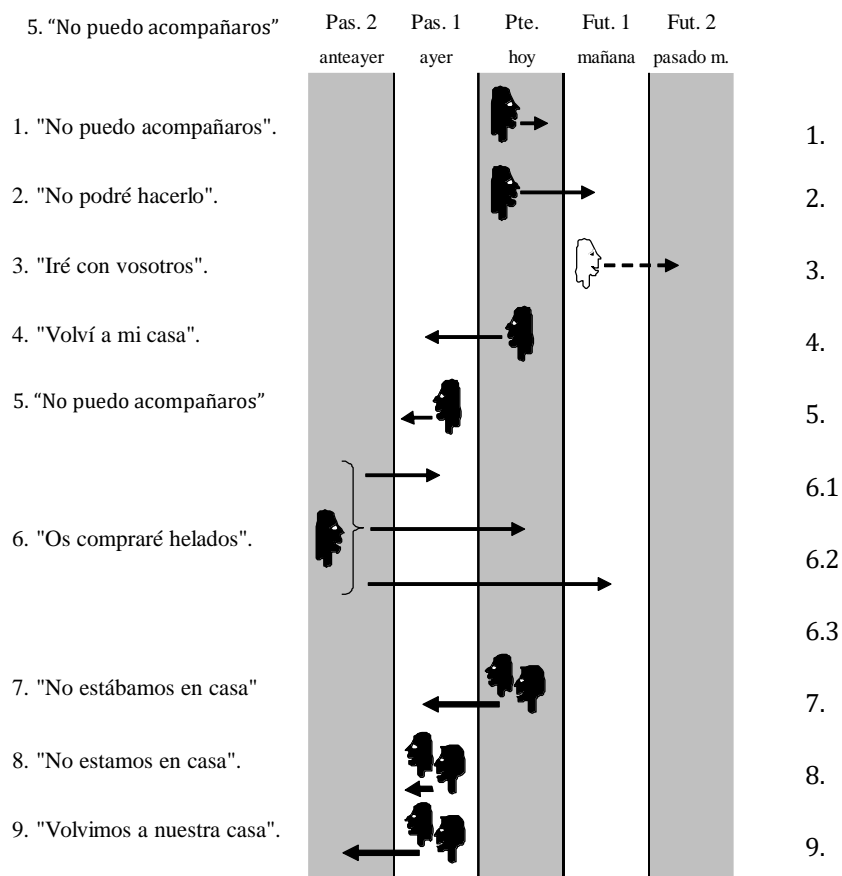 5. “No puedo acompañaros” Pas. 2 Pas. 1 Pte. Fut. 1 Fut. 2
anteayer ayer hoy mañana pasado m.
1. "No puedo acompañaros". 1.
2. "No podré hacerlo". 2.
3. "Iré con vosotros". 3.
4. "Volví a mi casa". 4.
5. “No puedo acompañaros” 5.
6.1
6. "Os compraré helados". 6.2
6.3
7. "No estábamos en casa" 7.
8. "No estamos en casa". 8.
9. "Volvimos a nuestra casa". 9.